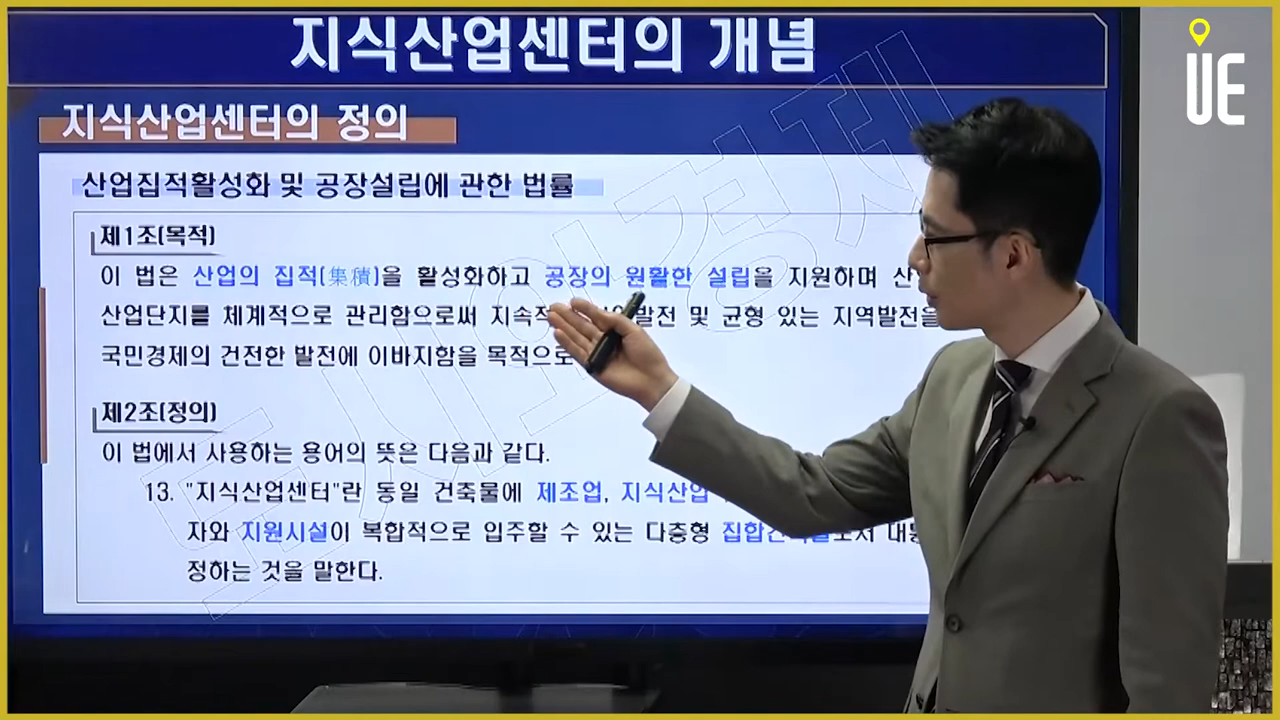 지식산업센터의 개념
UE
지식산업센터의 정의
산업집적활성화 및 공장설립에 관한 법률
제1조(목적)
이 법은 산업의 집적(集積)을 활성화하고 공장의 원활한 설립을 지원하며
산업단지를 체계적으로 관리함으로써 발전 및 균형 있는 지역발전을
국민경제의 건전한 발전에 이바지함을 목적으로
제2조(정의)
이 법에서 사용하는 용어의 뜻은 다음과 같다.
13. "지식산업센터"란 동일 건축물에 제조업, 지식산업
자와 지원시설이 복합적으로 입주할 수 있는 다층형
정하는 것을 말한다.
도시와경제